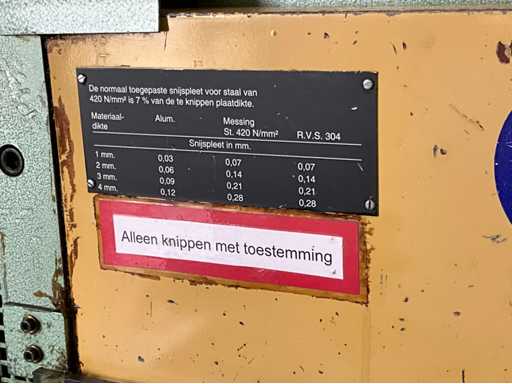 De normaal toegepaste snijspleet voor staal van
420 N/mm² is 7 % van de te knippen plaatdikte.
Materiaal- Alum. Messing
dikte St. 420 N/mm² R.V.S. 304
Snijspleet in mm.
1 mm. 0,03 0,07 0,07
2 mm. 0,06 0,14 0,14
3 mm. 0,09 0,21 0,21
4 mm. 0,12 0,28 0,28
Alleen knippen met toestemming